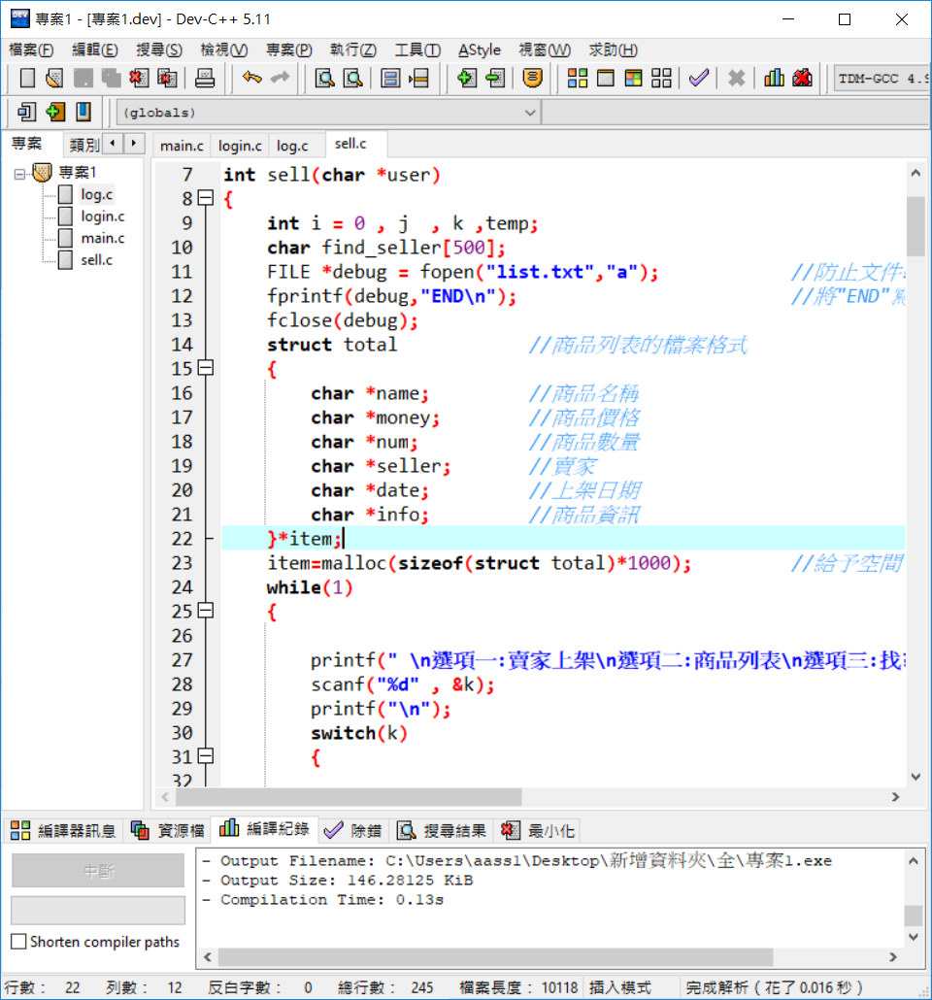 專案1 - [專案1.dev] - Dev-C++ 5.11
檔案(F) 編輯(E) 搜尋(S) 檢視(V) 專案(P) 執行(Z) 工具(T) AStyle 視窗(W) 求助(H)
TDM-GCC 4.9
(globals)
專案 類別
main.c login.c log.c sell.c
專案1
log.c
login.c
main.c
sell.c
7 int sell(char *user)
8 {
9 int i = 0 , j  , k ,temp;
10 char find_seller[500];
11 FILE *debug = fopen("list.txt","a"); //防止文件
12 fprintf(debug,"END\n"); //將"END"寫
13 fclose(debug);
14 struct total //商品列表的檔案格式
15 {
16 char *name; //商品名稱
17 char *money; //商品價格
18 char *num; //商品數量
19 char *seller; //賣家
20 char *date; //上架日期
21 char *info; //商品資訊
22 }*item;
23 item=malloc(sizeof(struct total)*1000); //給予空間
24 while(1)
25 {
26
27 printf(" \n選項一:賣家上架\n選項二:商品列表\n選項三:找
28 scanf("%d" , &k);
29 printf("\n");
30 switch(k)
31 {
32
編譯器訊息 資源檔 編譯紀錄 除錯 搜尋結果 最小化
中斷
Shorten compiler paths
- Output Filename: C:\Users\aass1\Desktop\新增資料夾\全\專案1.exe
- Output Size: 146.28125 KiB
- Compilation Time: 0.13s
行數： 22 列數： 12 反白字數： 0 總行數： 245 檔案長度： 10118 插入模式 完成解析 ( 花了 0.016 秒 )